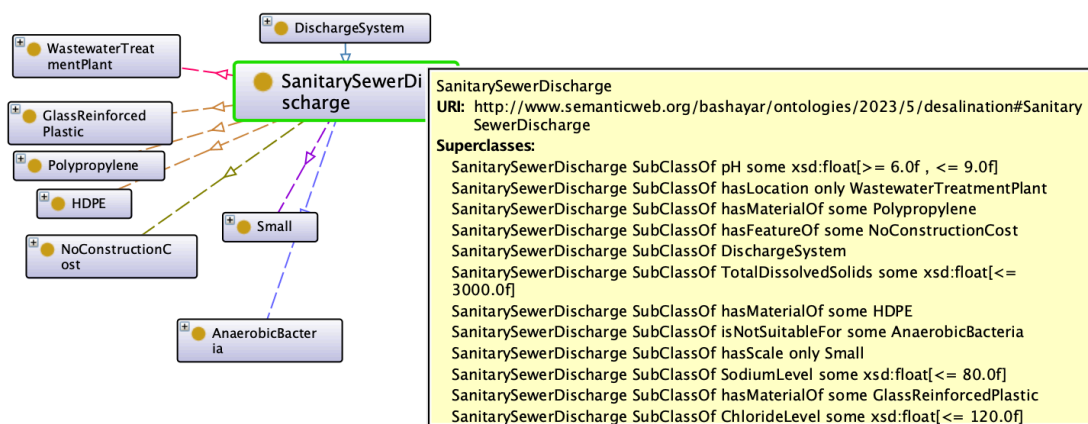 DischargeSystem
WastewaterTreat
mentPlant
SanitarySewerDi
scharge
GlassReinforced
Plastic
Polypropylene
HDPE
Small
NoConstructionC
ost
AnaerobicBacter
ia
SanitarySewerDischarge
URI: http://www.semanticweb.org/bashayar/ontologies/2023/5/desalination#Sanitary
SewerDischarge
Superclasses:
SanitarySewerDischarge SubClassOf pH some xsd:float[>= 6.0f , <= 9.0f]
SanitarySewerDischarge SubClassOf hasLocation only WastewaterTreatmentPlant
SanitarySewerDischarge SubClassOf hasMaterialOf some Polypropylene
SanitarySewerDischarge SubClassOf hasFeatureOf some NoConstructionCost
SanitarySewerDischarge SubClassOf DischargeSystem
SanitarySewerDischarge SubClassOf TotalDissolvedSolids some xsd:float[<=
3000.0f]
SanitarySewerDischarge SubClassOf hasMaterialOf some HDPE
SanitarySewerDischarge SubClassOf isNotSuitableFor some AnaerobicBacteria
SanitarySewerDischarge SubClassOf hasScale only Small
SanitarySewerDischarge SubClassOf SodiumLevel some xsd:float[<= 80.0f]
SanitarySewerDischarge SubClassOf hasMaterialOf some GlassReinforcedPlastic
SanitarySewerDischarge SubClassOf ChlorideLevel some xsd:float[<= 120.0f]